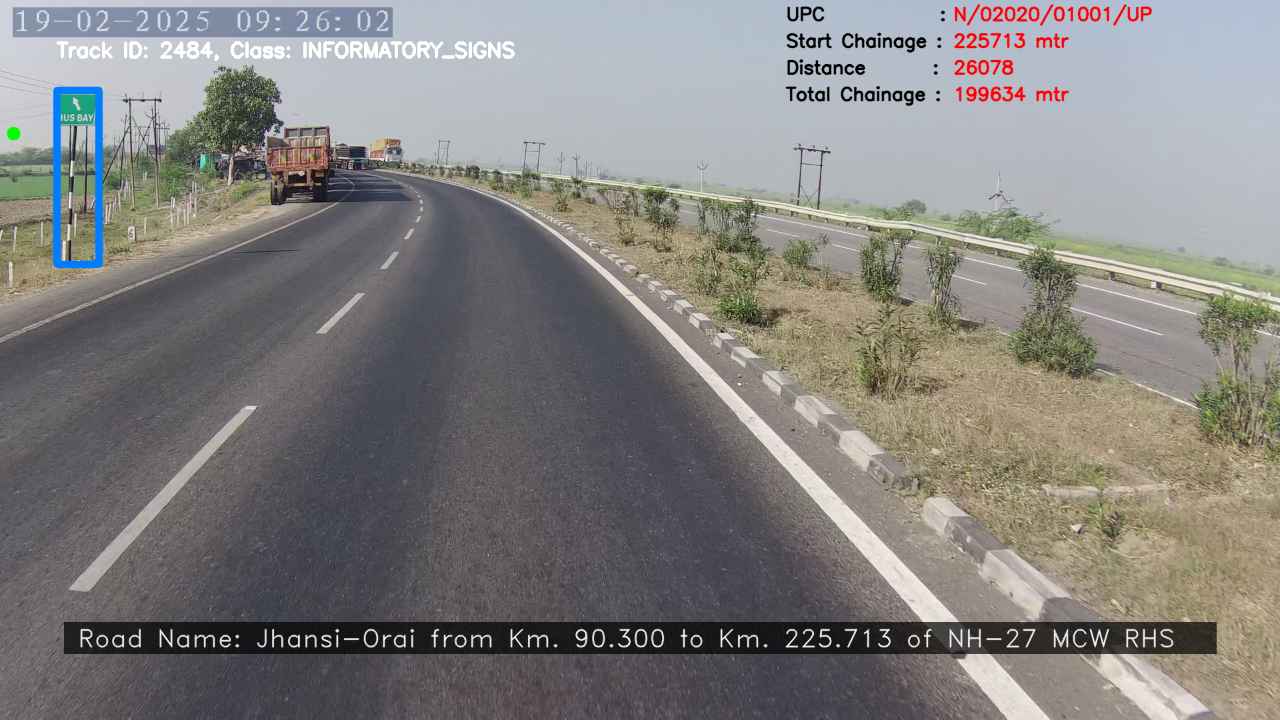 19-02-2025 09:26:02
Track ID: 2484, Class: INFORMATORY_SIGNS
UPC : N/02020/01001/UP
Start Chainage : 225713 mtr
Distance : 26078
Total Chainage : 199634 mtr
BUS BAY
Road Name: Jhansi-Orai from Km. 90.300 to Km. 225.713 of NH-27 MCW RHS